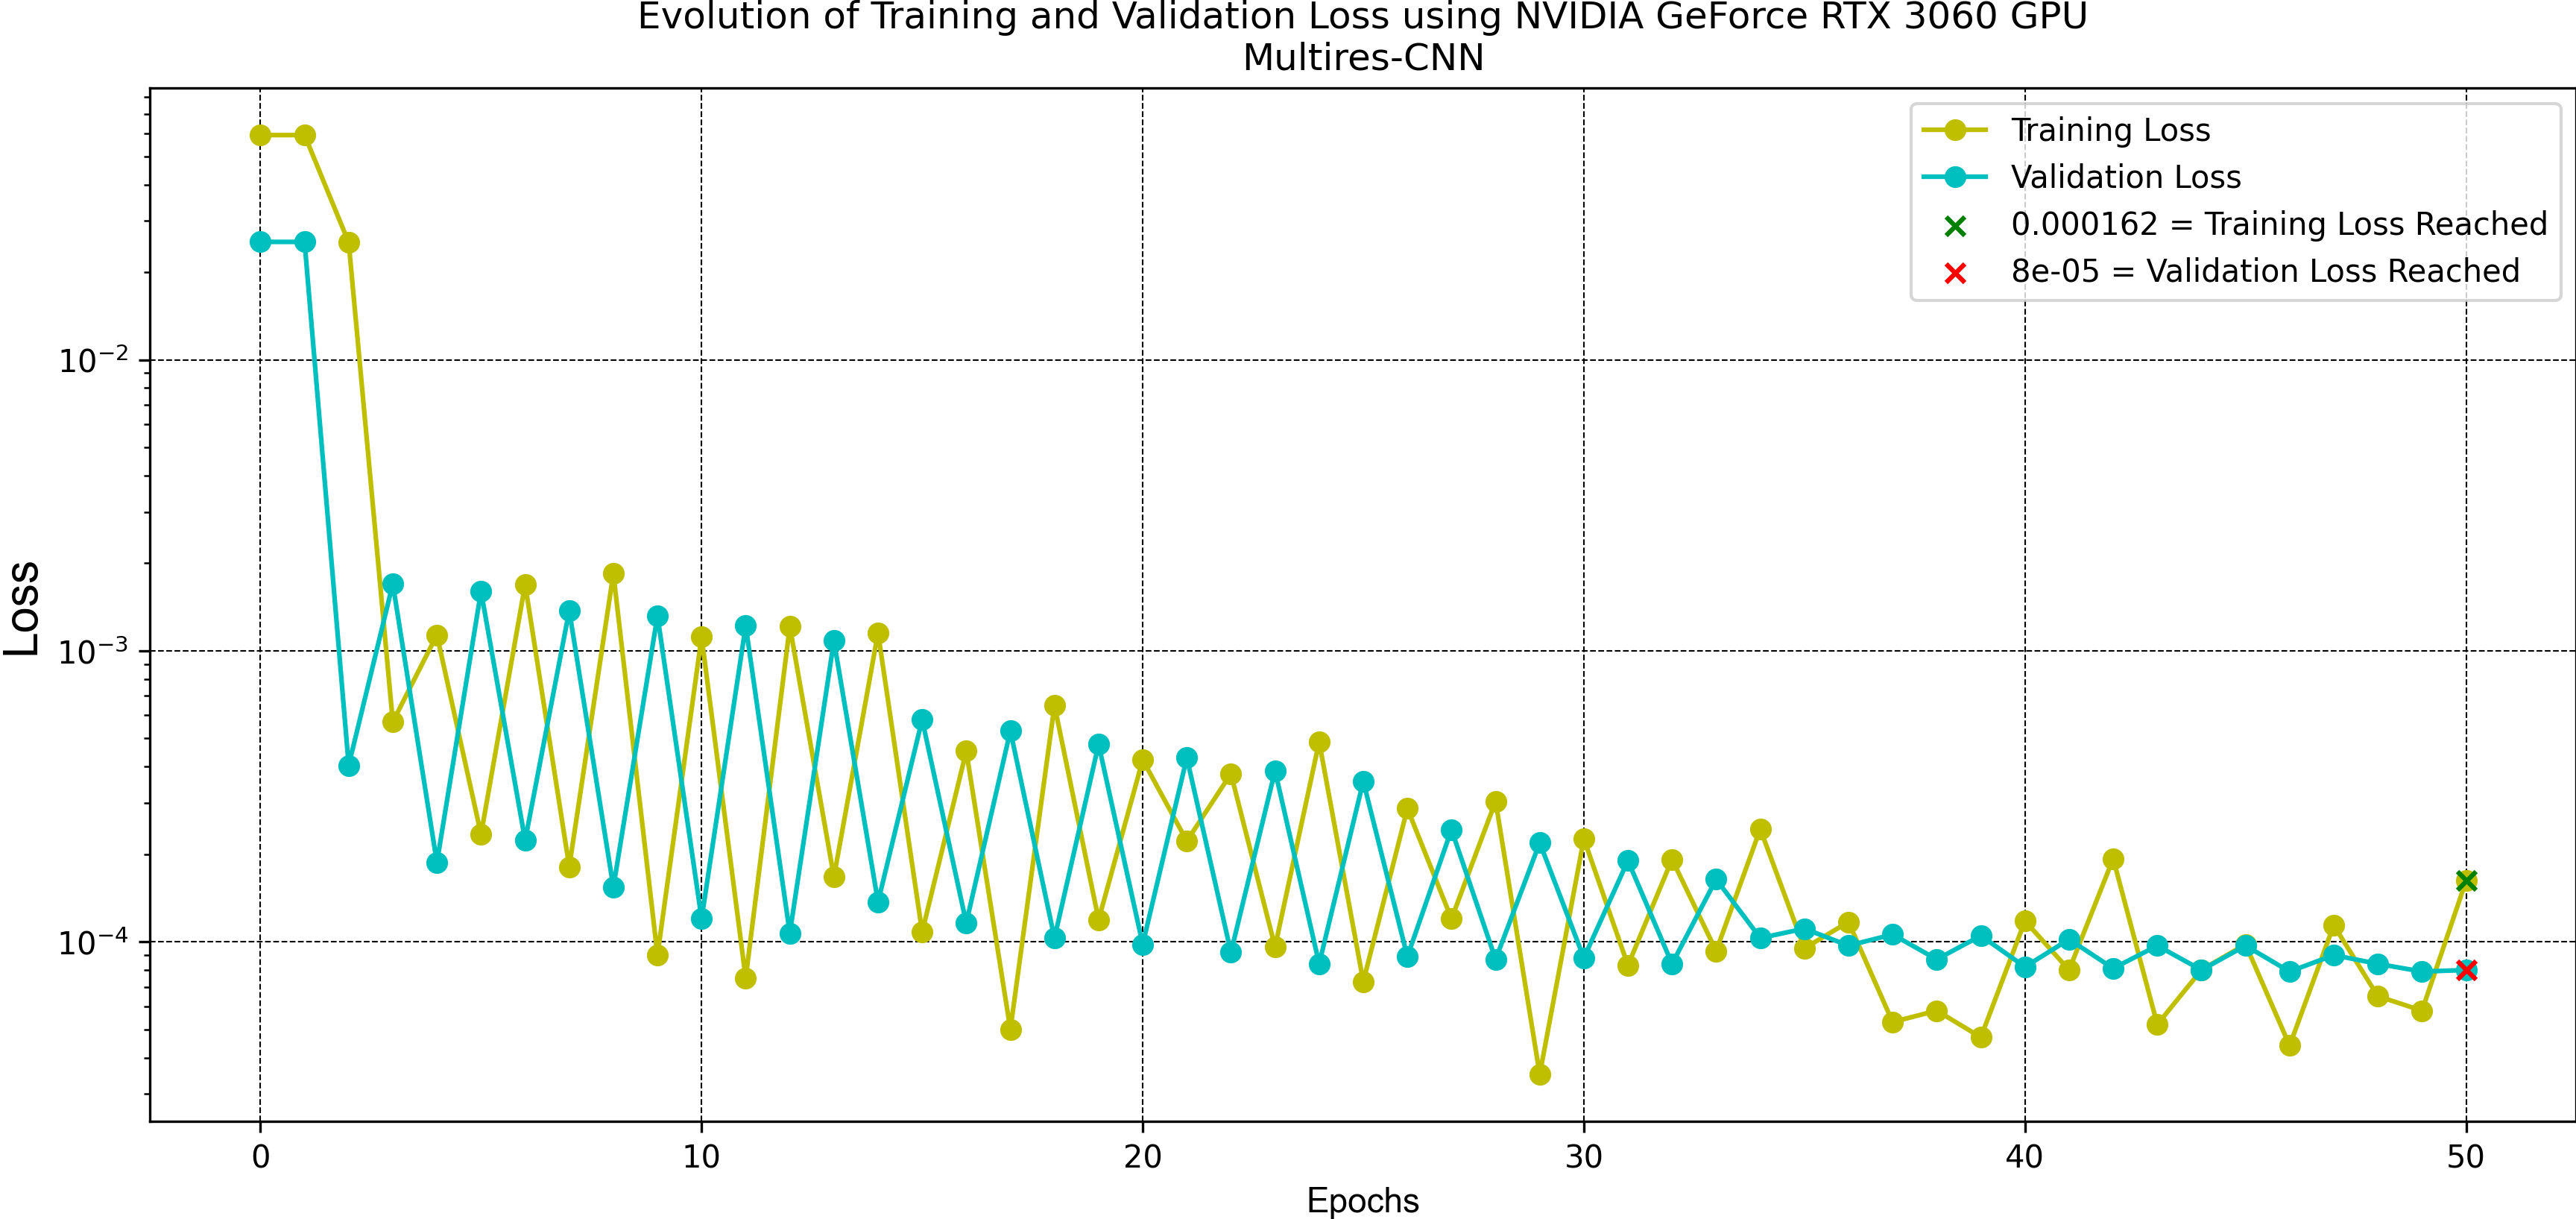 Evolution of Training and Validation Loss using NVIDIA GeForce RTX 3060 GPU
Multires-CNN
Training Loss
Validation Loss
0.000162 = Training Loss Reached
8e-05 = Validation Loss Reached
Loss
10⁻²
10⁻³
10⁻⁴
0 10 20 30 40 50
Epochs